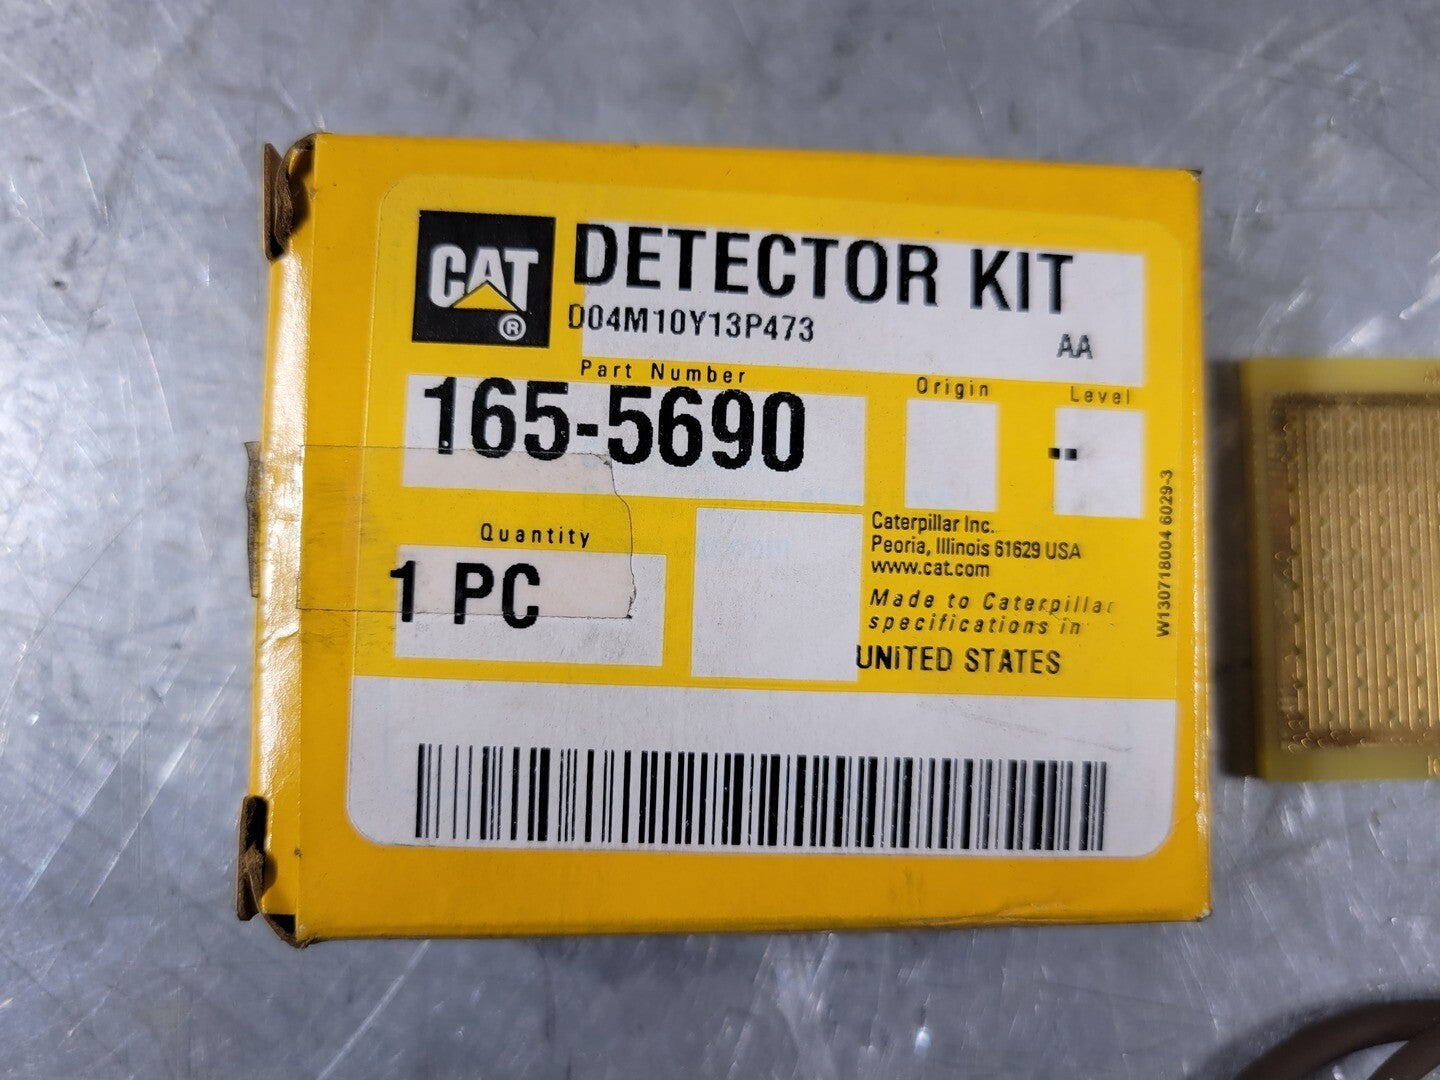 CAT
®
DETECTOR KIT
D04M10Y13P473
AA
Part Number
165-5690
Origin
Level
--
Quantity
1 PC
Caterpillar Inc.
Peoria, Illinois 61629 USA
www.cat.com
Made to Caterpillar
specifications in
UNITED STATES
W130718004 6029-3